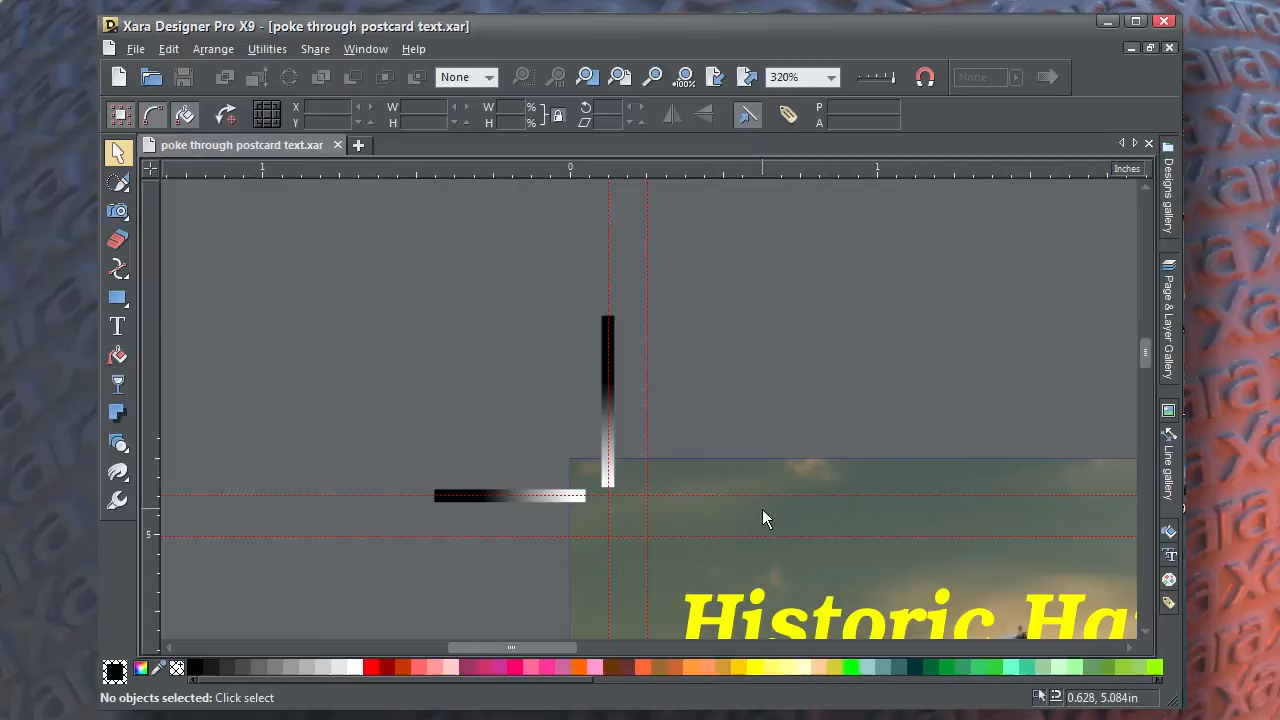 Xara Designer Pro X9 - [poke through postcard text.xar]
File Edit Arrange Utilities Share Window Help
None 320% None
X W W % P
Y H H % A
poke through postcard text.xar
1 0 1 Inches
Designs gallery
Page & Layer Gallery
Line gallery
5
Historic Ha
No objects selected: Click select
0.628, 5.084in